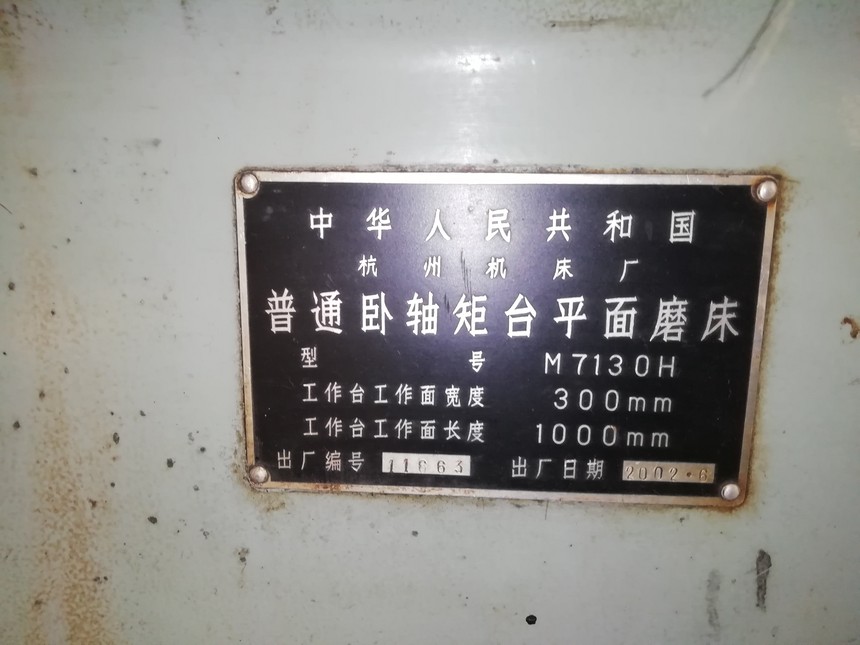 中华人民共和国
杭州机床厂
普通卧轴矩台平面磨床
型号 M7130H
工作台工作面宽度 300mm
工作台工作面长度 1000mm
出厂编号 出厂日期 2002·6